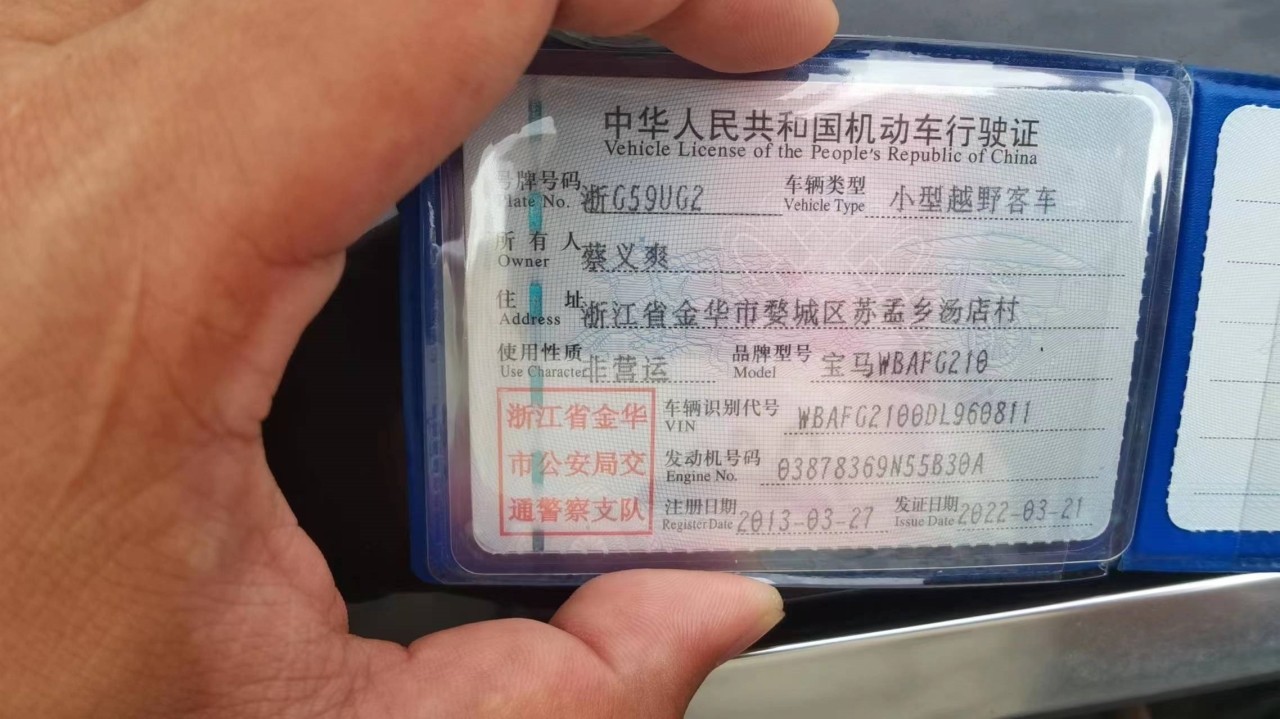 中华人民共和国机动车行驶证
Vehicle License of the People's Republic of China
号牌号码 浙G59UG2 车辆类型 小型越野客车
Plate No. Vehicle Type
所有人 蔡义爽
Owner
住址 浙江省金华市婺城区苏孟乡汤店村
Address
使用性质 非营运 品牌型号 宝马WBAFG210
Use Character Model
浙江省金华
市公安局交
通警察支队
车辆识别代号 WBAFG2100DL960811
VIN
发动机号码 03878369N55B30A
Engine No.
注册日期 2013-03-27 发证日期 2022-03-21
Register Date Issue Date